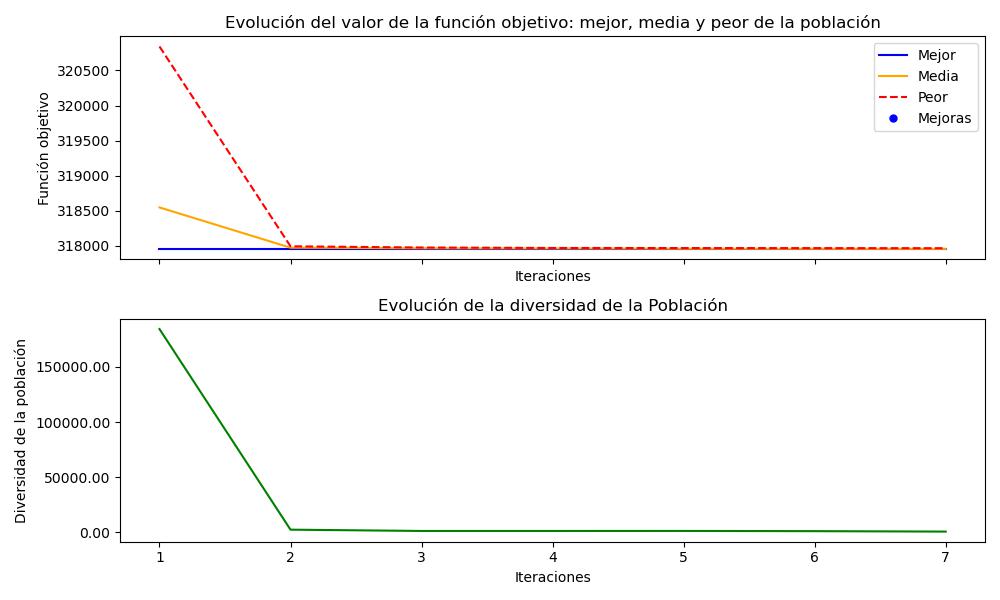 Evolución del valor de la función objetivo: mejor, media y peor de la población
Función objetivo
320500
320000
319500
319000
318500
318000
Mejor
Media
Peor
Mejoras
Iteraciones
Evolución de la diversidad de la Población
Diversidad de la población
150000.00
100000.00
50000.00
0.00
1 2 3 4 5 6 7
Iteraciones